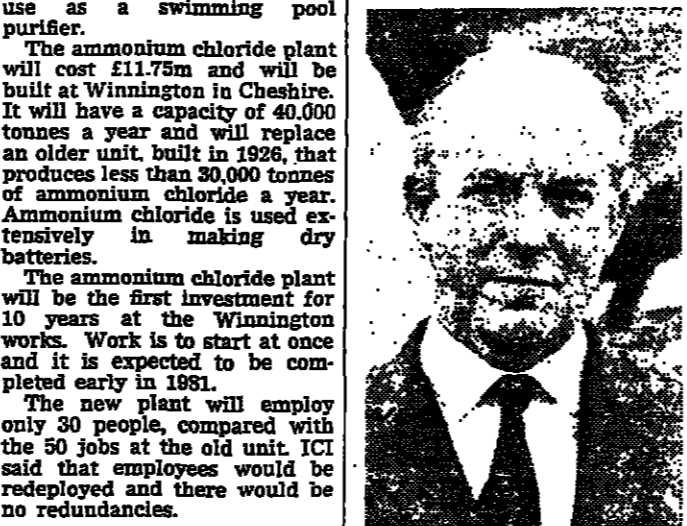 use as a swimming pool
purifier.
The ammonium chloride plant
will cost £11.75m and will be
built at Winnington in Cheshire.
It will have a capacity of 40.000
tonnes a year and will replace
an older unit, built in 1926, that
produces less than 30,000 tonnes
of ammonium chloride a year.
Ammonium chloride is used ex-
tensively in making dry
batteries.
The ammonium chloride plant
will be the first investment for
10 years at the Winnington
works. Work is to start at once
and it is expected to be com-
pleted early in 1981.
The new plant will employ
only 30 people, compared with
the 50 jobs at the old unit. ICI
said that employees would be
redeployed and there would be
no redundancies.